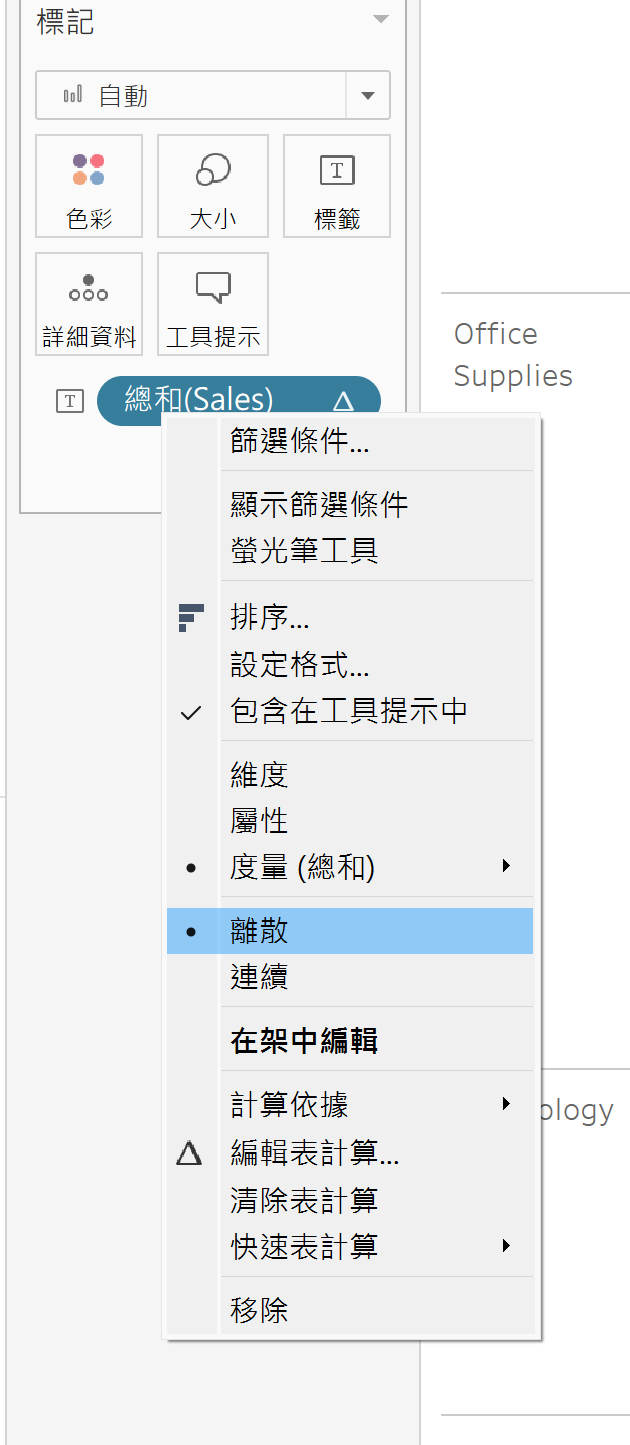 標記
自動
色彩
大小
標籤
詳細資料
工具提示
總和(Sales)
Office
Supplies
篩選條件...
顯示篩選條件
螢光筆工具
排序...
設定格式...
包含在工具提示中
維度
屬性
度量 (總和)
離散
連續
在架中編輯
計算依據
ology
編輯表計算...
清除表計算
快速表計算
移除